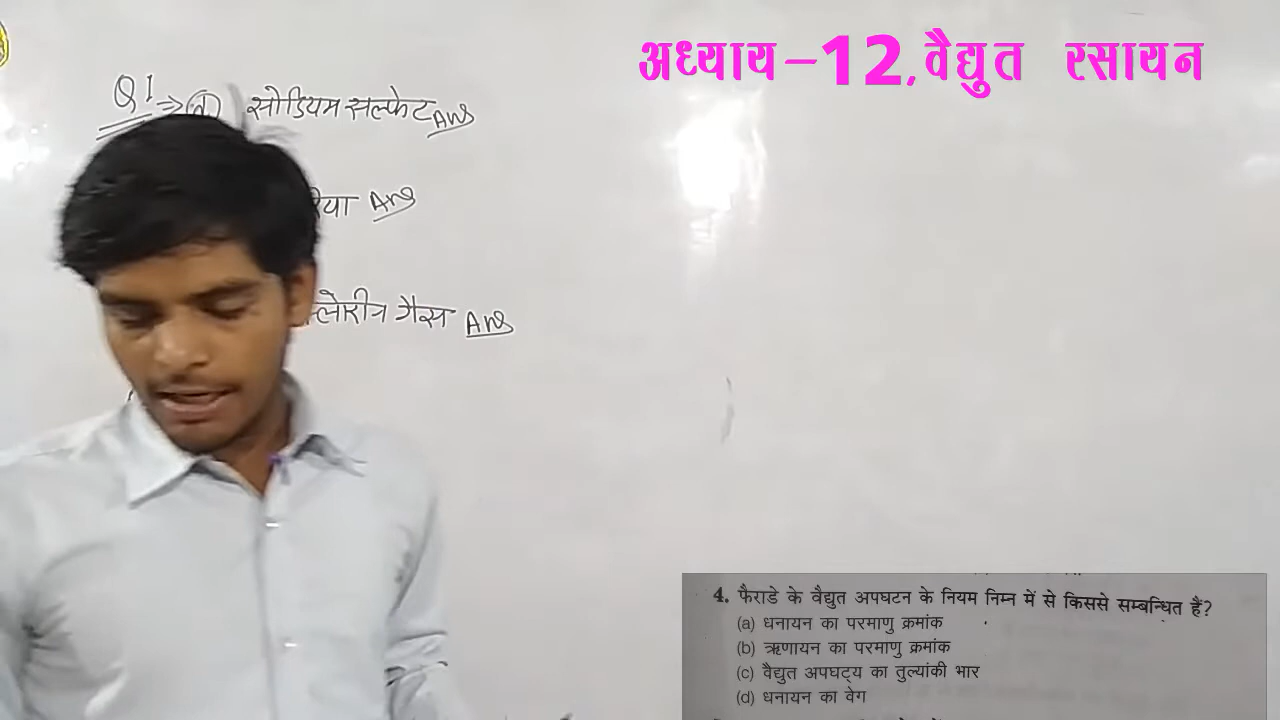 अध्याय-12, वैद्युत रसायन
Q1 ⇒ सोडियम सल्फेट Ans
Ans
गैस Ans
4. फैराडे के वैद्युत अपघटन के नियम निम्न में से किससे सम्बन्धित हैं?
(a) धनायन का परमाणु क्रमांक
(b) ऋणायन का परमाणु क्रमांक
(c) वैद्युत अपघट्य का तुल्यांकी भार
(d) धनायन का वेग